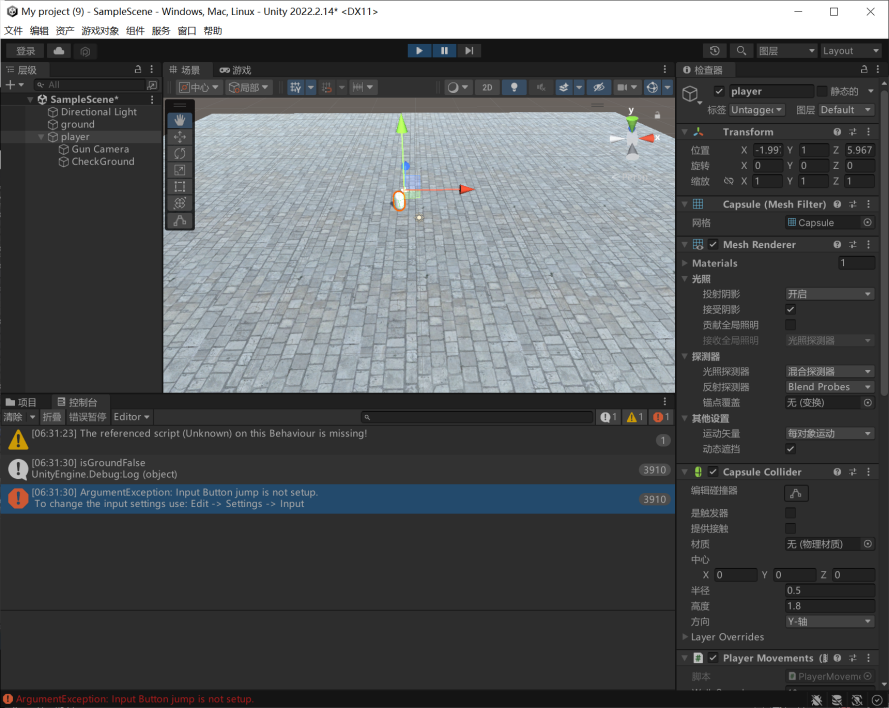 My project (9) - SampleScene - Windows, Mac, Linux - Unity 2022.2.14* <DX11>
文件 编辑 资产 游戏对象 组件 服务 窗口 帮助
登录 图层 Layout
层级 场景 游戏 检查器
All 中心 局部 2D player 静态的
SampleScene* 标签 Untagged 图层 Default
Directional Light
ground
player
Gun Camera
CheckGround
y
x
Transform
位置 X -1.99 Y 1 Z 5.967
旋转 X 0 Y 0 Z 0
缩放 X 1 Y 1 Z 1
Capsule (Mesh Filter)
网格 Capsule
Mesh Renderer
Materials 1
光照
投射阴影 开启
接受阴影
贡献全局照明
接收全局照明 光照探测器
探测器
光照探测器 混合探测器
反射探测器 Blend Probes
锚点覆盖 无 (变换)
其他设置
运动矢量 每对象运动
动态遮挡
Capsule Collider
编辑碰撞器
是触发器
提供接触
材质 无 (物理材质)
中心
X 0 Y 0 Z 0
半径 0.5
高度 1.8
方向 Y-轴
Layer Overrides
Player Movements
脚本 PlayerMovem
项目 控制台
清除 折叠 错误暂停 Editor 1 1 1
[06:31:23] The referenced script (Unknown) on this Behaviour is missing! 1
[06:31:30] isGroundFalse
UnityEngine.Debug:Log (object) 3910
[06:31:30] ArgumentException: Input Button jump is not setup.
To change the input settings use: Edit -> Settings -> Input 3910
ArgumentException: Input Button jump is not setup.